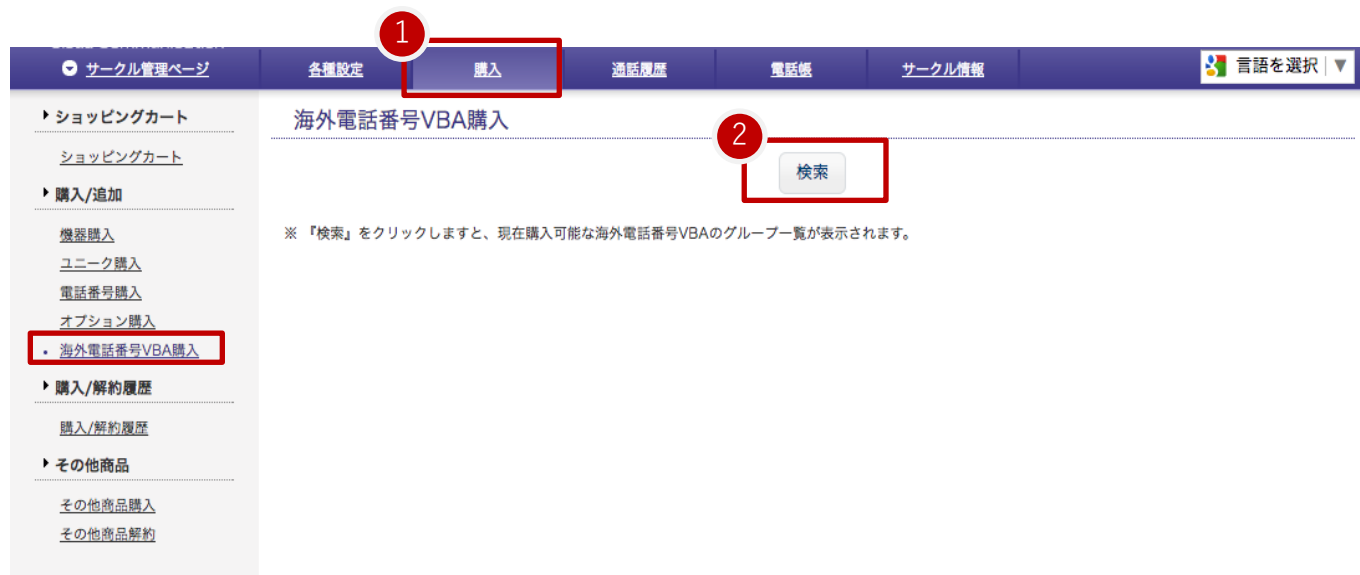 1
サークル管理ページ 各種設定 購入 通話履歴 電話帳 サークル情報 言語を選択 ▼
ショッピングカート
ショッピングカート
購入/追加
機器購入
ユニーク購入
電話番号購入
オプション購入
海外電話番号VBA購入
購入/解約履歴
購入/解約履歴
その他商品
その他商品購入
その他商品解約
海外電話番号VBA購入
2
検索
※ 『検索』をクリックしますと、現在購入可能な海外電話番号VBAのグループ一覧が表示されます。